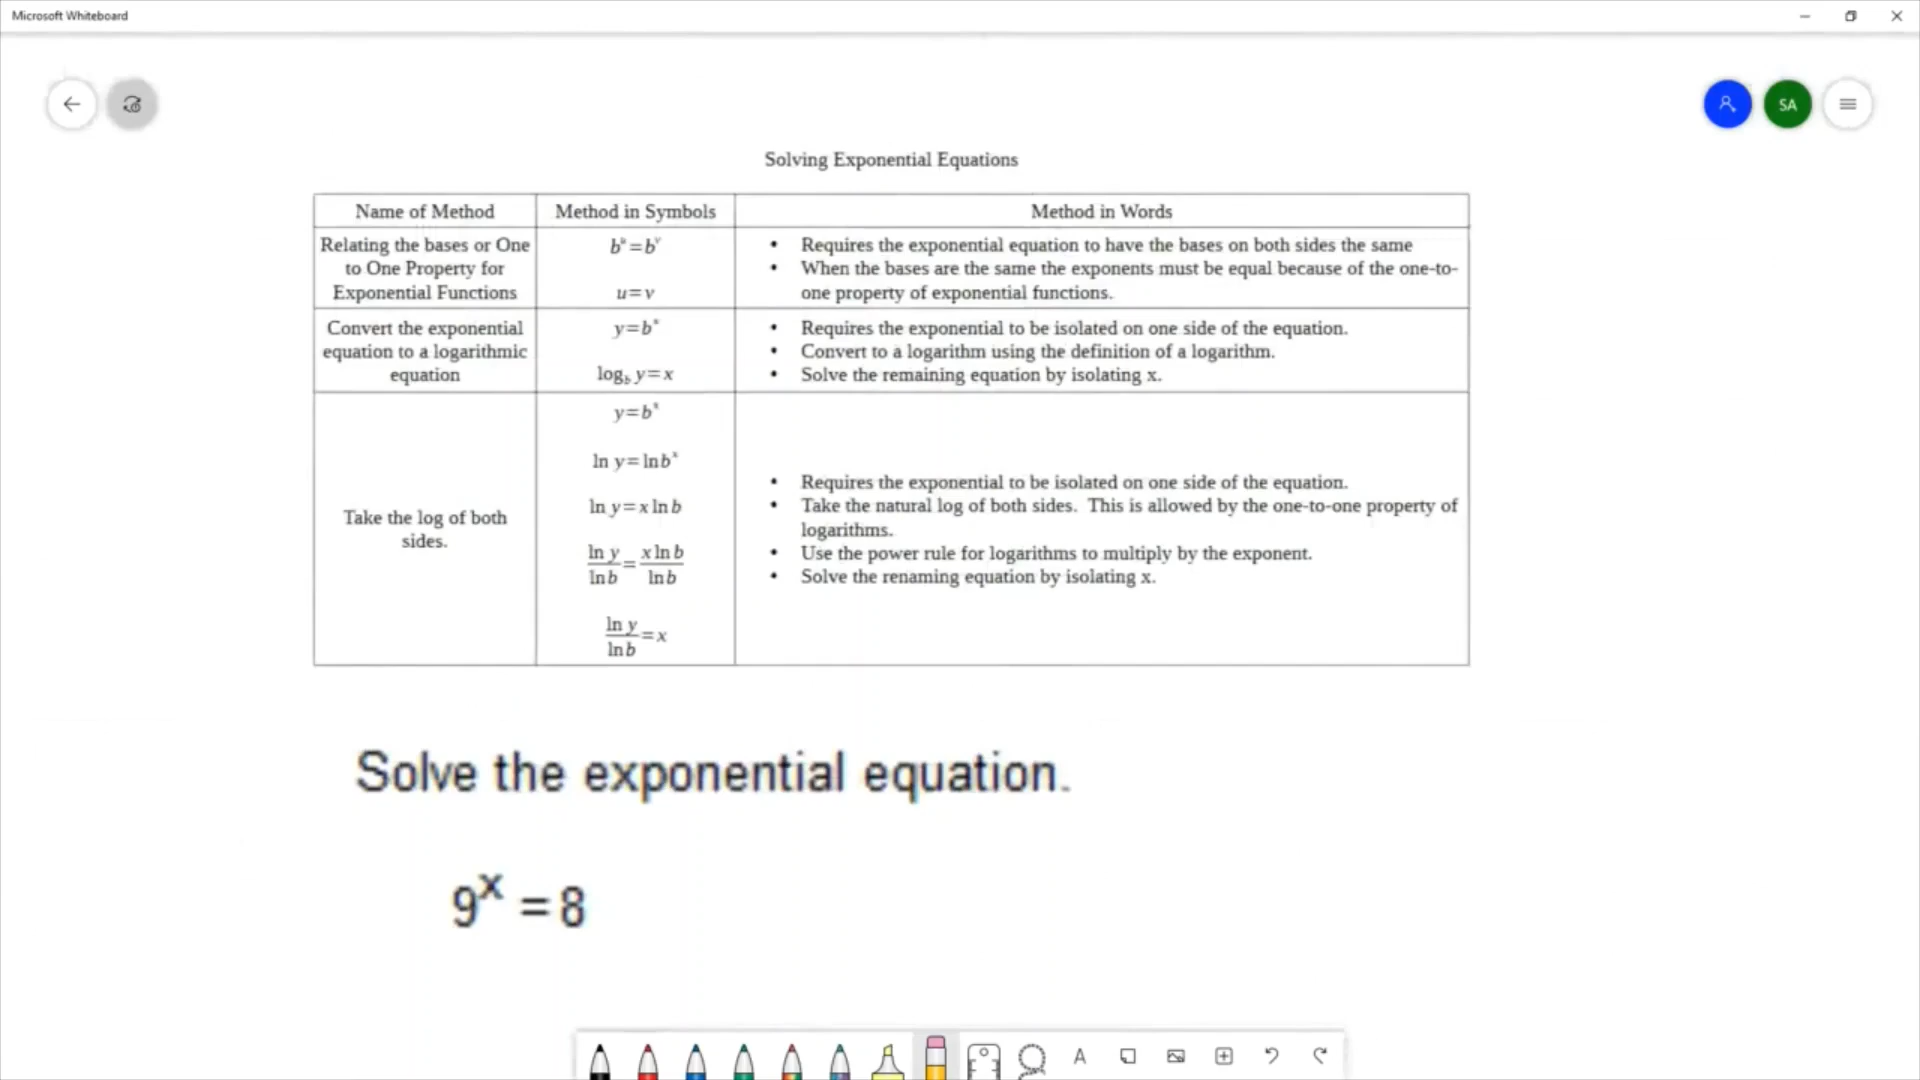 Microsoft Whiteboard
SA
Solving Exponential Equations
Name of Method
Method in Symbols
Method in Words
Relating the bases or One
to One Property for
Exponential Functions
bᵘ=bᵛ
u=v
• Requires the exponential equation to have the bases on both sides the same
• When the bases are the same the exponents must be equal because of the one-to-
one property of exponential functions.
Convert the exponential
equation to a logarithmic
equation
y=bˣ
log_b y=x
• Requires the exponential to be isolated on one side of the equation.
• Convert to a logarithm using the definition of a logarithm.
• Solve the remaining equation by isolating x.
Take the log of both
sides.
y=bˣ
ln y=ln bˣ
ln y=x ln b
ln y/ln b = x ln b/ln b
ln y/ln b = x
• Requires the exponential to be isolated on one side of the equation.
• Take the natural log of both sides. This is allowed by the one-to-one property of
logarithms.
• Use the power rule for logarithms to multiply by the exponent.
• Solve the renaming equation by isolating x.
Solve the exponential equation.
9ˣ = 8
A